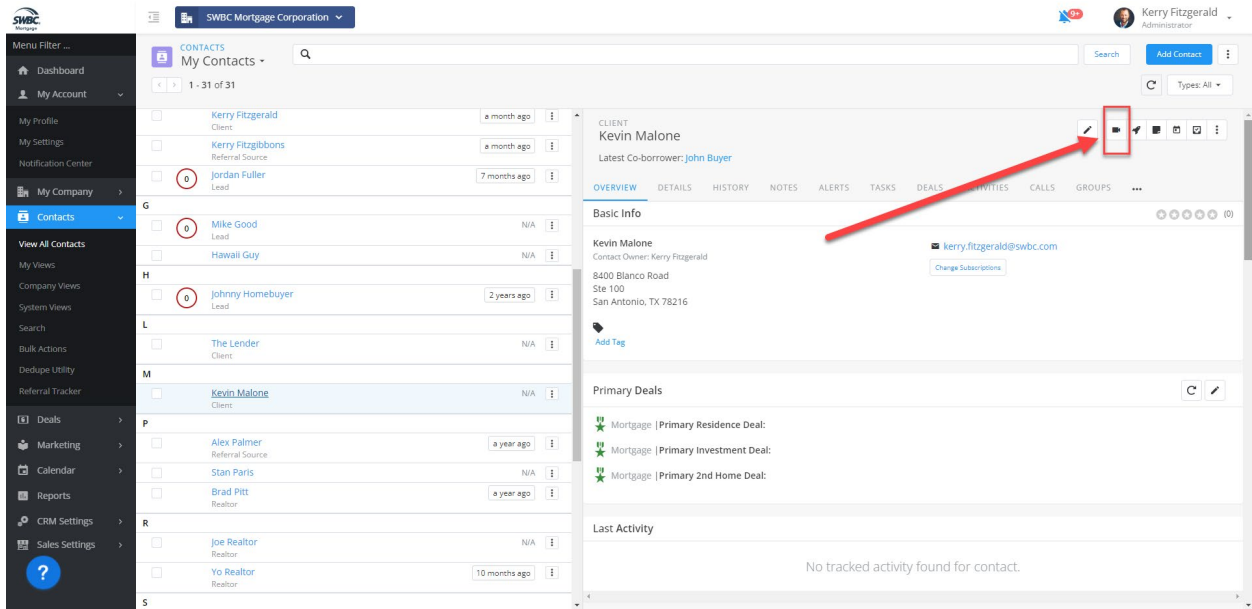 SWBC
Mortgage
SWBC Mortgage Corporation
9+
Kerry Fitzgerald
Administrator
Menu Filter ...
Dashboard
My Account
My Profile
My Settings
Notification Center
My Company
Contacts
View All Contacts
My Views
Company Views
System Views
Search
Bulk Actions
Dedupe Utility
Referral Tracker
Deals
Marketing
Calendar
Reports
CRM Settings
Sales Settings
?
CONTACTS
My Contacts
Search
Add Contact
1 - 31 of 31
Types: All
Kerry Fitzgerald a month ago
Client
Kerry Fitzgibbons a month ago
Referral Source
0 Jordan Fuller 7 months ago
Lead
G
0 Mike Good N/A
Lead
Hawaii Guy N/A
H
0 Johnny Homebuyer 2 years ago
Lead
L
The Lender N/A
Client
M
Kevin Malone N/A
Client
P
Alex Palmer a year ago
Referral Source
Stan Paris N/A
Brad Pitt a year ago
Realtor
R
Joe Realtor N/A
Realtor
Yo Realtor 10 months ago
Realtor
S
CLIENT
Kevin Malone
Latest Co-borrower: John Buyer
OVERVIEW DETAILS HISTORY NOTES ALERTS TASKS DEALS CALLS GROUPS ...
Basic Info (0)
Kevin Malone
Contact Owner: Kerry Fitzgerald
8400 Blanco Road
Ste 100
San Antonio, TX 78216
kerry.fitzgerald@swbc.com
Change Subscriptions
Add Tag
Primary Deals
Mortgage |Primary Residence Deal:
Mortgage |Primary Investment Deal:
Mortgage |Primary 2nd Home Deal:
Last Activity
No tracked activity found for contact.